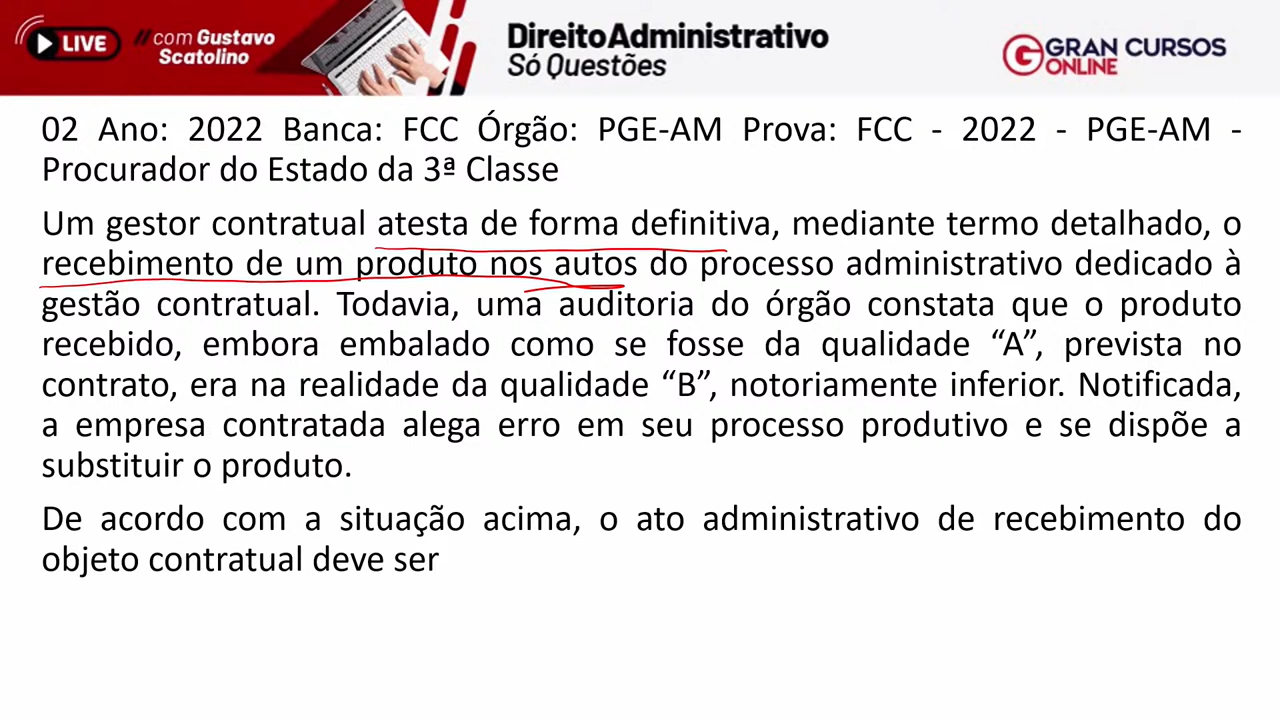 LIVE
// com Gustavo
Scatolino
DireitoAdministrativo
Só Questões
GRAN CURSOS
ONLINE
02 Ano: 2022 Banca: FCC Órgão: PGE-AM Prova: FCC - 2022 - PGE-AM -
Procurador do Estado da 3ª Classe
Um gestor contratual atesta de forma definitiva, mediante termo detalhado, o
recebimento de um produto nos autos do processo administrativo dedicado à
gestão contratual. Todavia, uma auditoria do órgão constata que o produto
recebido, embora embalado como se fosse da qualidade “A”, prevista no
contrato, era na realidade da qualidade “B”, notoriamente inferior. Notificada,
a empresa contratada alega erro em seu processo produtivo e se dispõe a
substituir o produto.
De acordo com a situação acima, o ato administrativo de recebimento do
objeto contratual deve ser